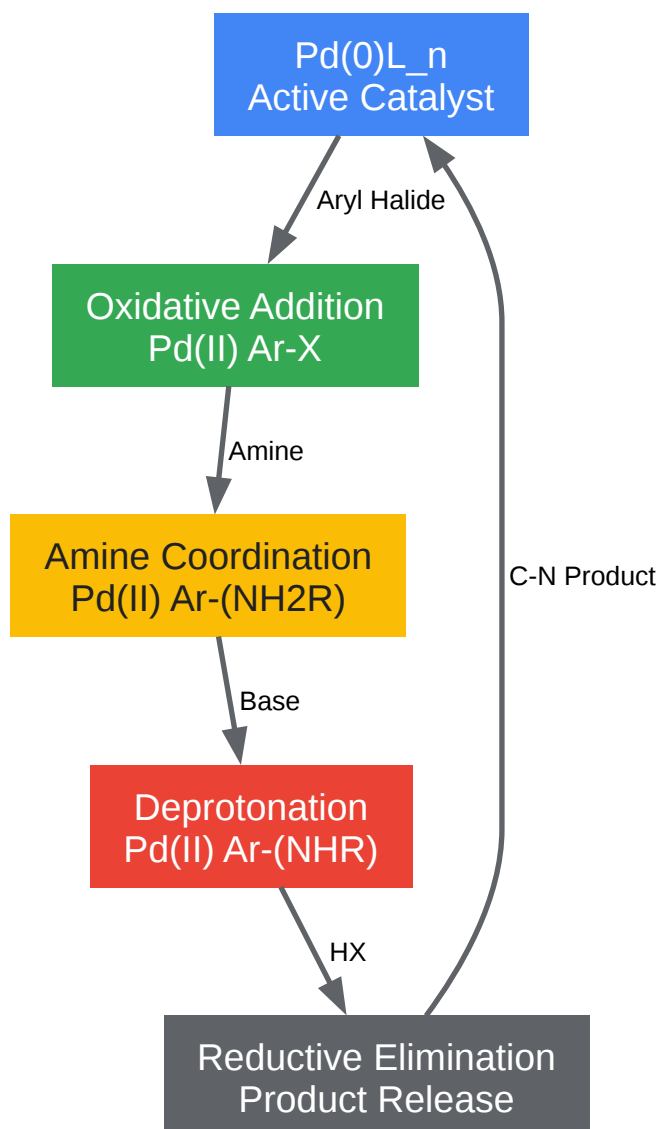 Pd(0)L_n
Active Catalyst
Aryl Halide
Oxidative Addition
Pd(II) Ar-X
Amine
Amine Coordination
Pd(II) Ar-(NH2R)
C-N Product
Base
Deprotonation
Pd(II) Ar-(NHR)
HX
Reductive Elimination
Product Release